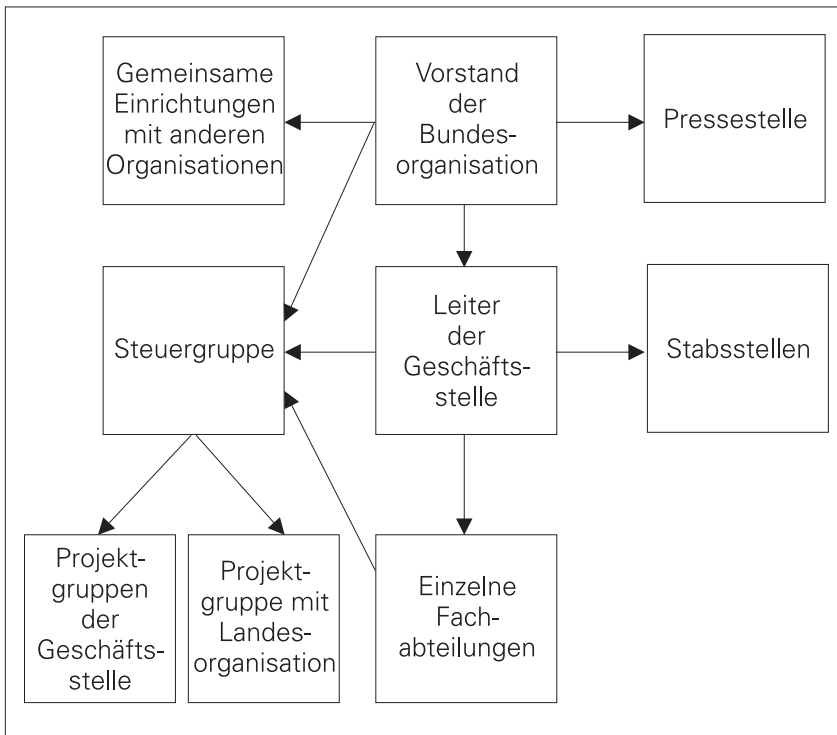 Gemeinsame
Einrichtungen
mit anderen
Organisationen
Vorstand
der
Bundes-
organisation
Pressestelle
Steuergruppe
Leiter
der
Geschäfts-
stelle
Stabsstellen
Projekt-
gruppen
der
Geschäfts-
stelle
Projekt-
gruppe mit
Landes-
organisation
Einzelne
Fach-
abteilungen